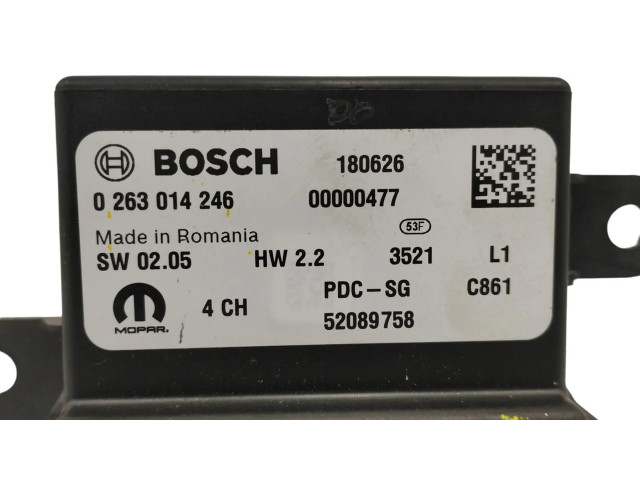 BOSCH 180626
0 263 014 246 00000477
53F
Made in Romania
SW 02.05 HW 2.2 3521 L1
PDC-SG C861
4 CH
MOPAR. 52089758